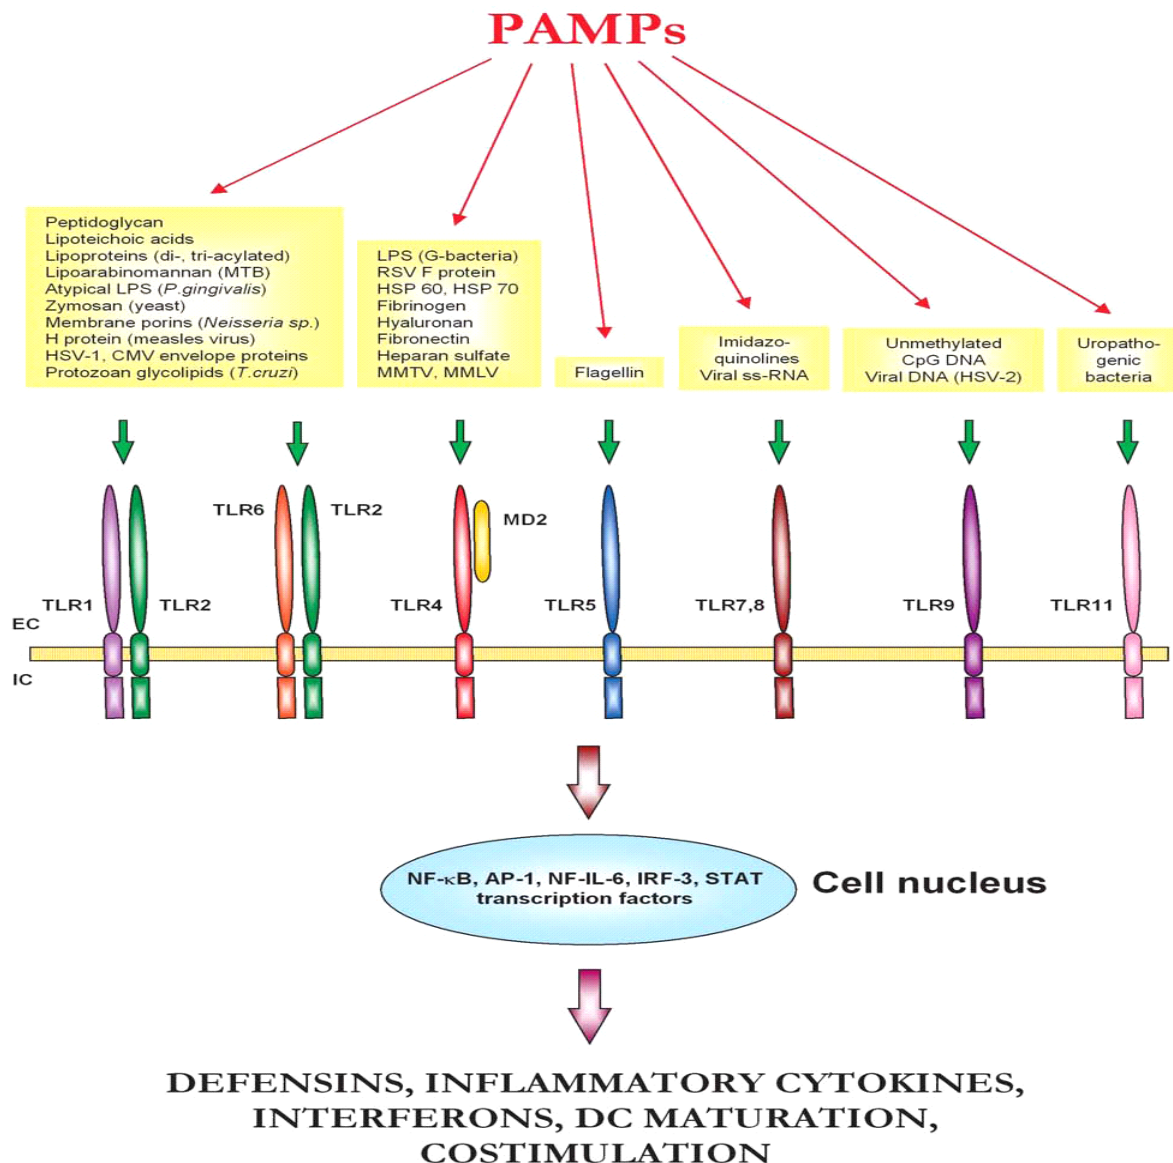 PAMPs
Peptidoglycan
Lipoteichoic acids
Lipoproteins (di-, tri-acylated)
Lipoarabinomannan (MTB)
Atypical LPS (P.gingivalis)
Zymosan (yeast)
Membrane porins (Neisseria sp.)
H protein (measles virus)
HSV-1, CMV envelope proteins
Protozoan glycolipids (T.cruzi)
LPS (G-bacteria)
RSV F protein
HSP 60, HSP 70
Fibrinogen
Hyaluronan
Fibronectin
Heparan sulfate
MMTV, MMLV
Flagellin
Imidazo-
quinolines
Viral ss-RNA
Unmethylated
CpG DNA
Viral DNA (HSV-2)
Uropatho-
genic
bacteria
TLR6
TLR2
MD2
TLR1
TLR2
TLR4
TLR5
TLR7,8
TLR9
TLR11
EC
IC
NF-κB, AP-1, NF-IL-6, IRF-3, STAT
transcription factors
Cell nucleus
DEFENSINS, INFLAMMATORY CYTOKINES,
INTERFERONS, DC MATURATION,
COSTIMULATION